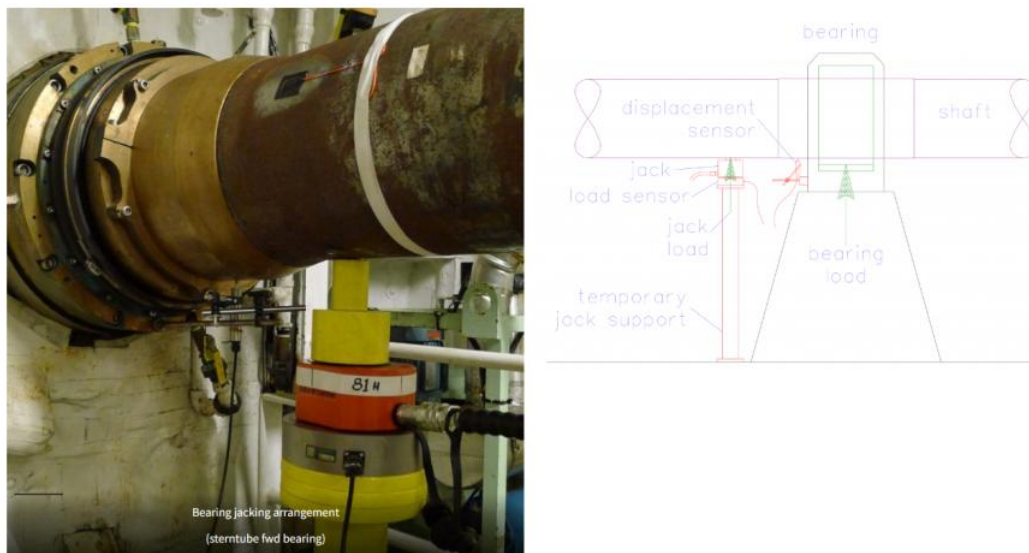 81 H
Bearing jacking arrangement
(sterntube fwd bearing)
bearing
displacement
sensor
shaft
jack
load sensor
jack
load
bearing
load
temporary
jack support